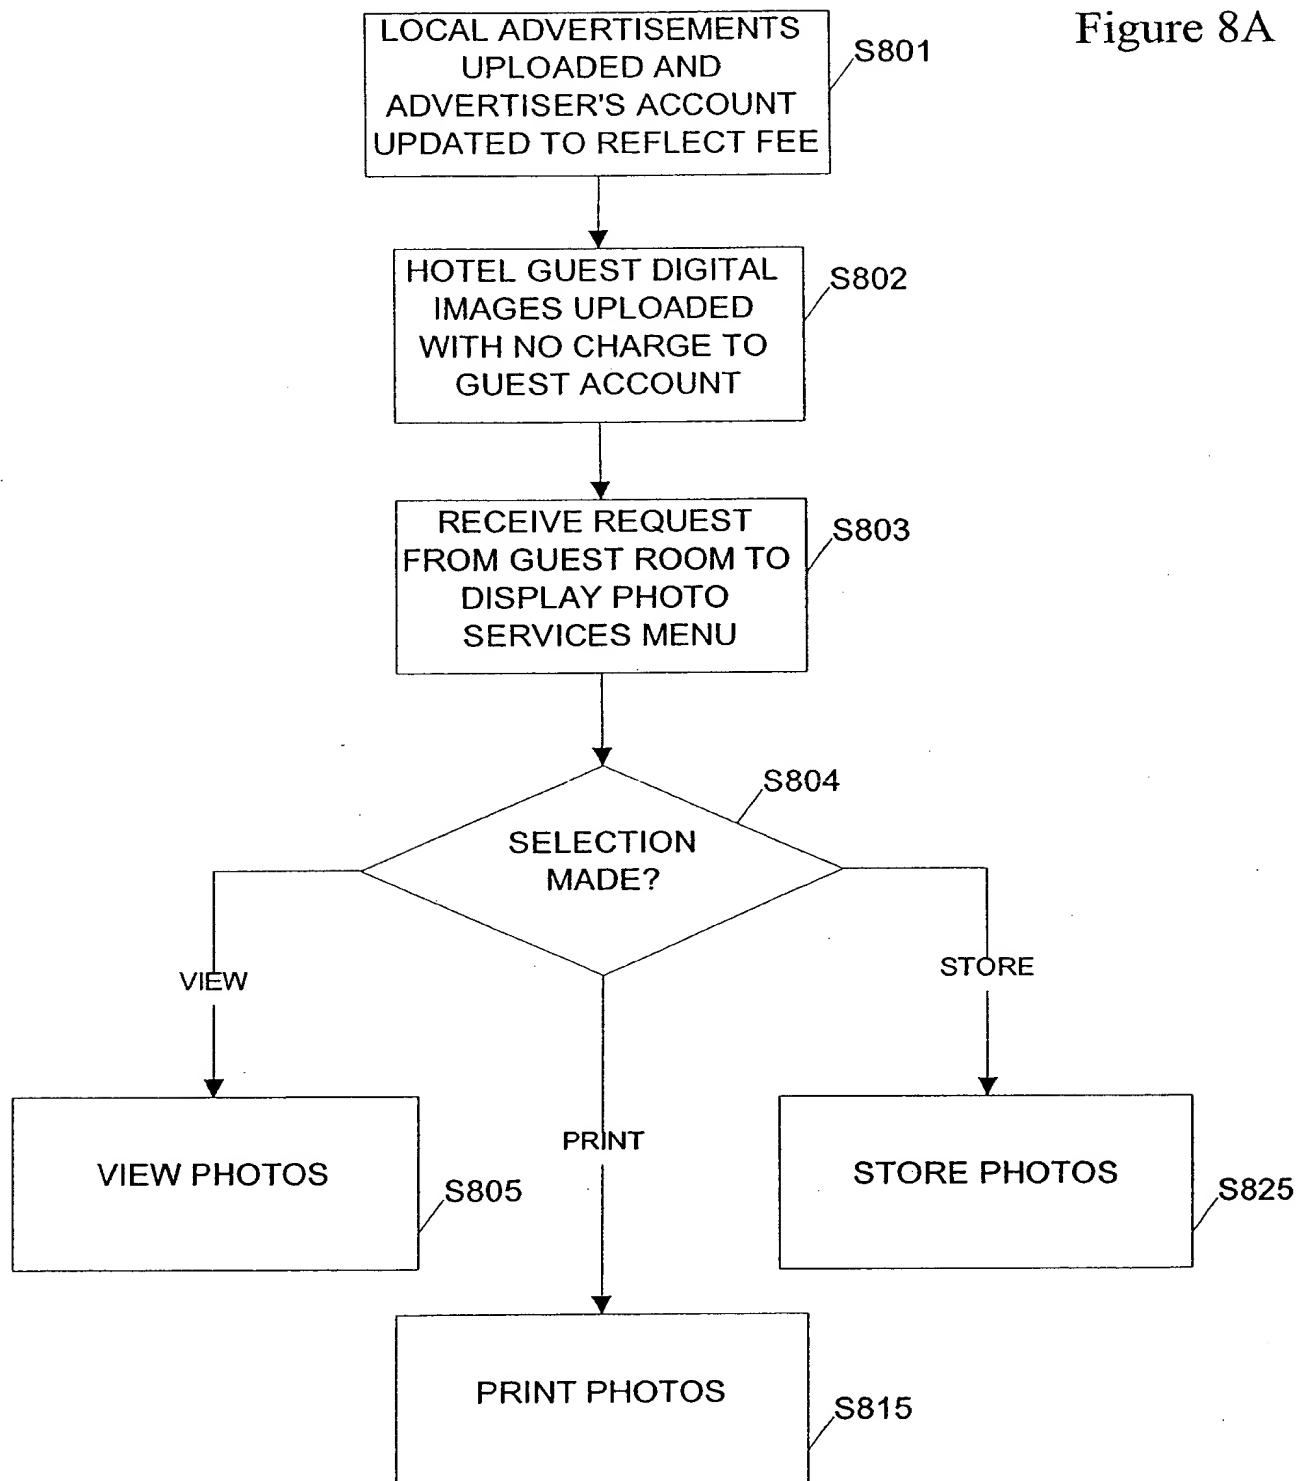 Figure 8A
LOCAL ADVERTISEMENTS
UPLOADED AND
ADVERTISER'S ACCOUNT
UPDATED TO REFLECT FEE
S801
HOTEL GUEST DIGITAL
IMAGES UPLOADED
WITH NO CHARGE TO
GUEST ACCOUNT
S802
RECEIVE REQUEST
FROM GUEST ROOM TO
DISPLAY PHOTO
SERVICES MENU
S803
SELECTION
MADE?
S804
VIEW
PRINT
STORE
VIEW PHOTOS
S805
PRINT PHOTOS
S815
STORE PHOTOS
S825